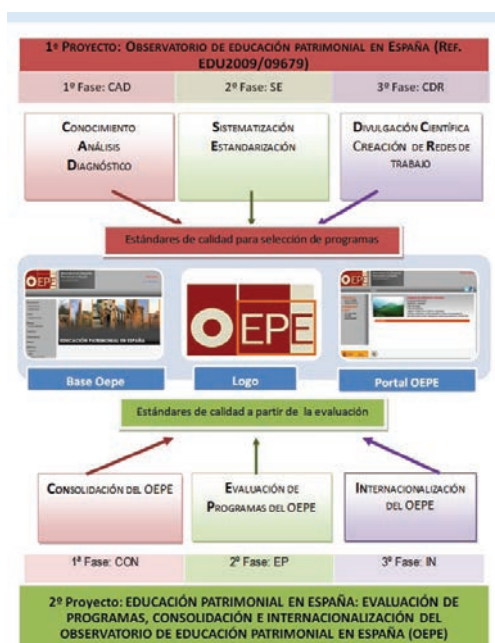 1º PROYECTO: OBSERVATORIO DE EDUCACIÓN PATRIMONIAL EN ESPAÑA (REF.
EDU2009/09679)
1º Fase: CAD
2º Fase: SE
3º Fase: CDR
CONOCIMIENTO
ANÁLISIS
DIAGNÓSTICO
SISTEMATIZACIÓN
ESTANDARIZACIÓN
DIVULGACIÓN CIENTÍFICA
CREACIÓN DE REDES DE
TRABAJO
Estándares de calidad para selección de programas
OEPE
EDUCACIÓN PATRIMONIAL EN ESPAÑA
OEPE
OEPE
Base Oepe
Logo
Portal OEPE
Estándares de calidad a partir de la evaluación
CONSOLIDACIÓN DEL OEPE
EVALUACIÓN DE
PROGRAMAS DEL OEPE
INTERNACIONALIZACIÓN
DEL OEPE
1ª Fase: CON
2ª Fase: EP
3ª Fase: IN
2º Proyecto: EDUCACIÓN PATRIMONIAL EN ESPAÑA: EVALUACIÓN DE
PROGRAMAS, CONSOLIDACIÓN E INTERNACIONALIZACIÓN DEL
OBSERVATORIO DE EDUCACIÓN PATRIMONIAL EN ESPAÑA (OEPE)